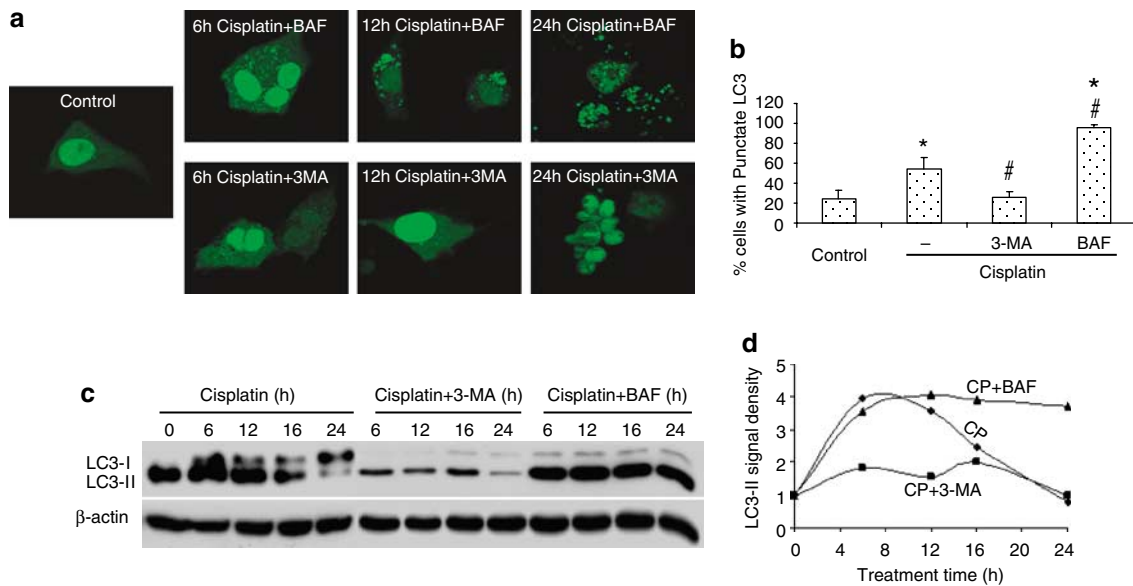 a
Control
6h Cisplatin+BAF
12h Cisplatin+BAF
24h Cisplatin+BAF
6h Cisplatin+3MA
12h Cisplatin+3MA
24h Cisplatin+3MA
b
% cells with Punctate LC3
120
100
80
60
40
20
0
*
#
*
#
Control
–
3-MA
BAF
Cisplatin
c
Cisplatin (h)
Cisplatin+3-MA (h)
Cisplatin+BAF (h)
0 6 12 16 24 6 12 16 24 6 12 16 24
LC3-I
LC3-II
β-actin
d
LC3-II signal density
5
4
3
2
1
0
CP+BAF
CP
CP+3-MA
0 4 8 12 16 20 24
Treatment time (h)